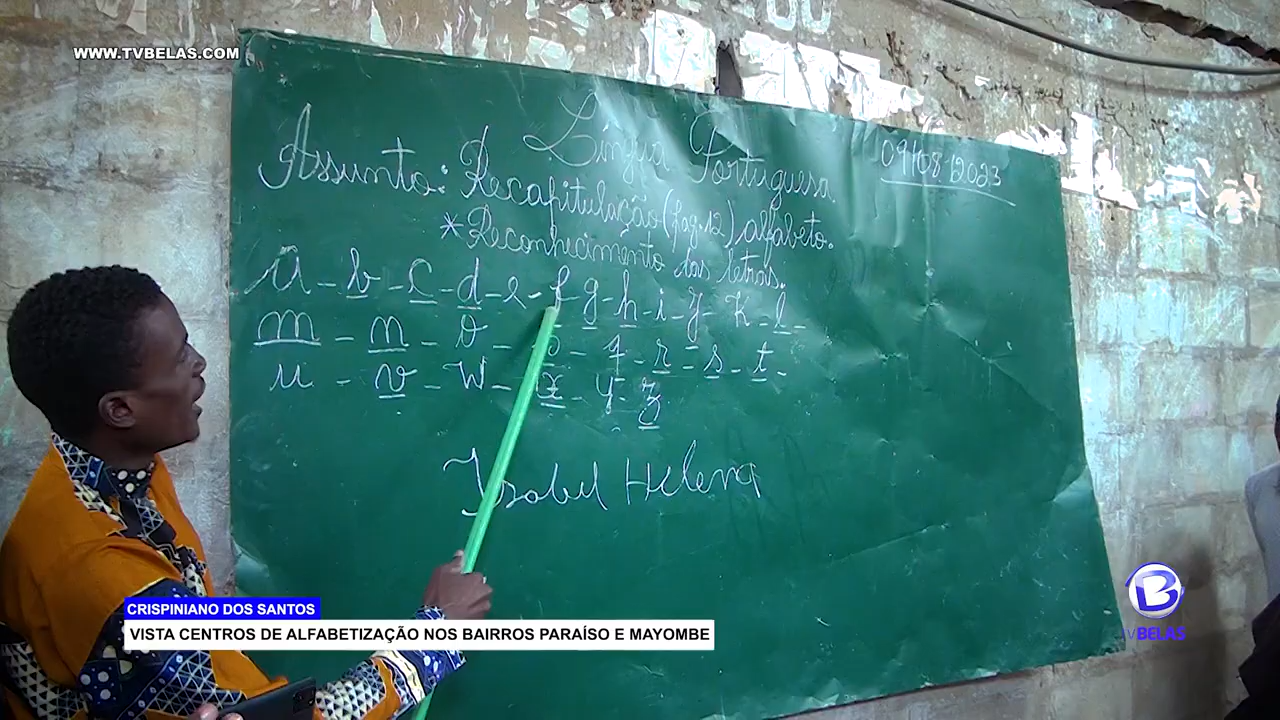 WWW.TVBELAS.COM
Língua Portuguesa
09/08/2023
Assunto: Recapitulação (pag. 12) alfabeto.
* Reconhecimento das letras.
a - b - c - d - e - f g - h - i - j - K - l -
m - n - o - p - q - r - s - t -
u - v - w - x - y - z
Isabel Helena
CRISPINIANO DOS SANTOS
VISTA CENTROS DE ALFABETIZAÇÃO NOS BAIRROS PARAÍSO E MAYOMBE
B
TVBELAS